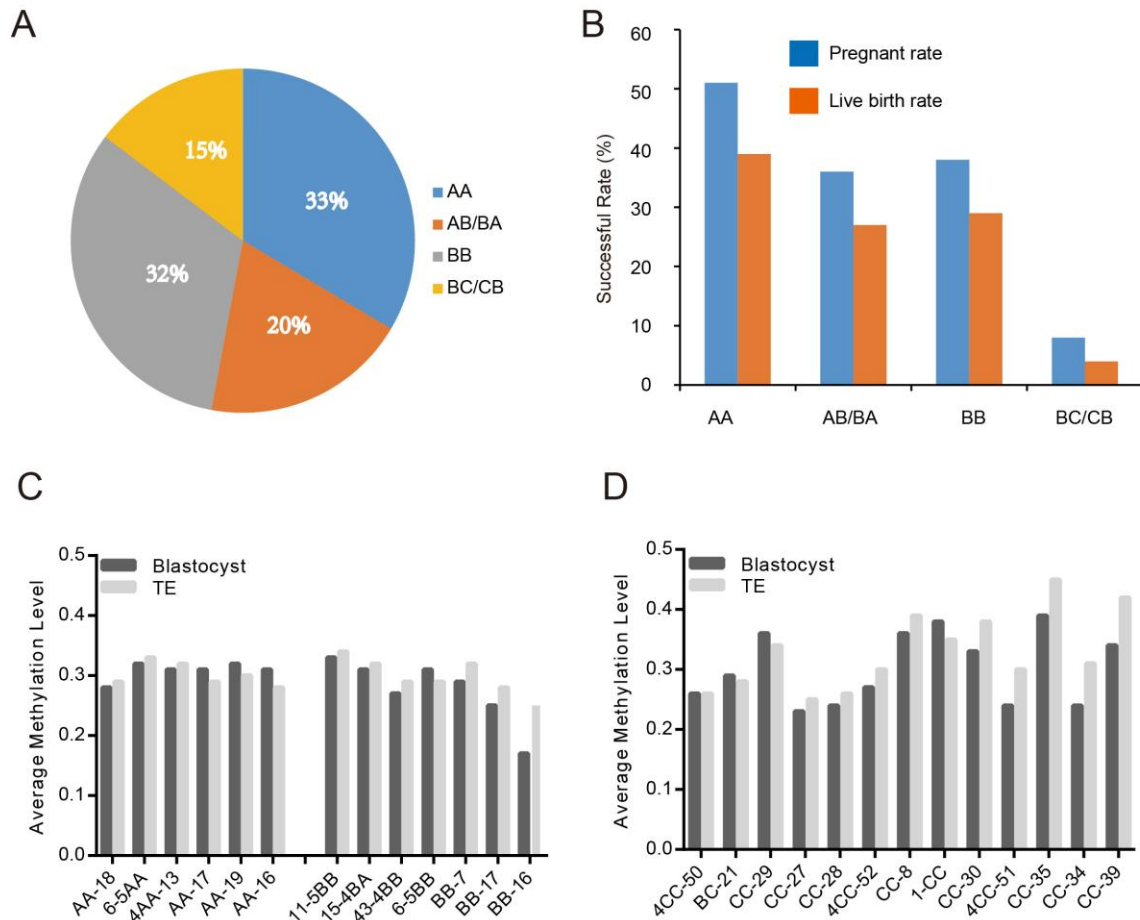 A
33%
20%
32%
15%
AA
AB/BA
BB
BC/CB
B
Successful Rate (%)
60
50
40
30
20
10
0
Pregnant rate
Live birth rate
AA
AB/BA
BB
BC/CB
C
Average Methylation Level
0.5
0.4
0.3
0.2
0.1
0.0
Blastocyst
TE
AA-18
6-5AA
4AA-13
AA-17
AA-19
AA-16
11-5BB
15-4BA
43-4BB
6-5BB
BB-7
BB-17
BB-16
D
Average Methylation Level
0.5
0.4
0.3
0.2
0.1
0.0
Blastocyst
TE
4CC-50
BC-21
CC-29
CC-27
CC-28
4CC-52
CC-8
1-CC
CC-30
4CC-51
CC-35
CC-34
CC-39